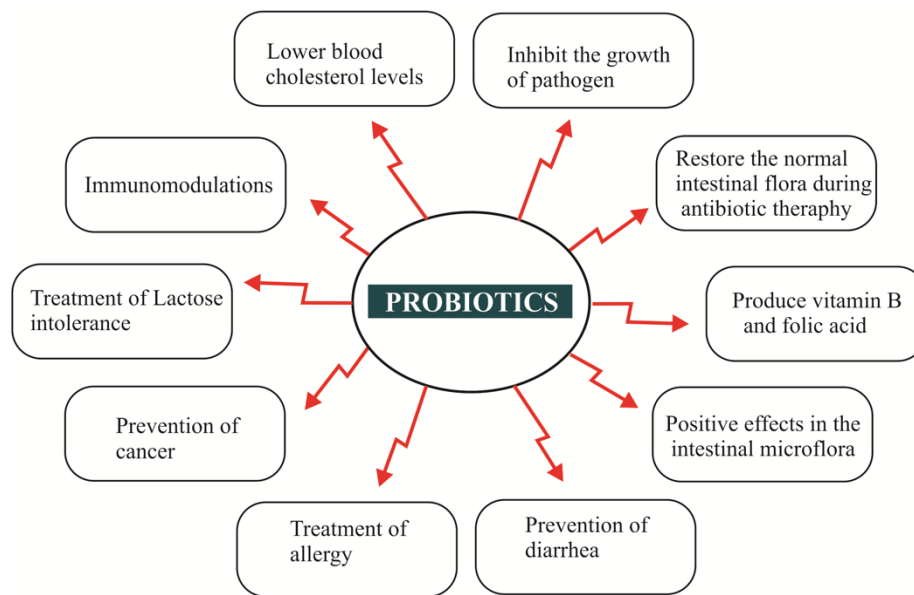 Lower blood
cholesterol levels
Inhibit the growth
of pathogen
Immunomodulations
Restore the normal
intestinal flora during
antibiotic theraphy
Treatment of Lactose
intolerance
PROBIOTICS
Produce vitamin B
and folic acid
Prevention of
cancer
Positive effects in the
intestinal microflora
Treatment of
allergy
Prevention of
diarrhea